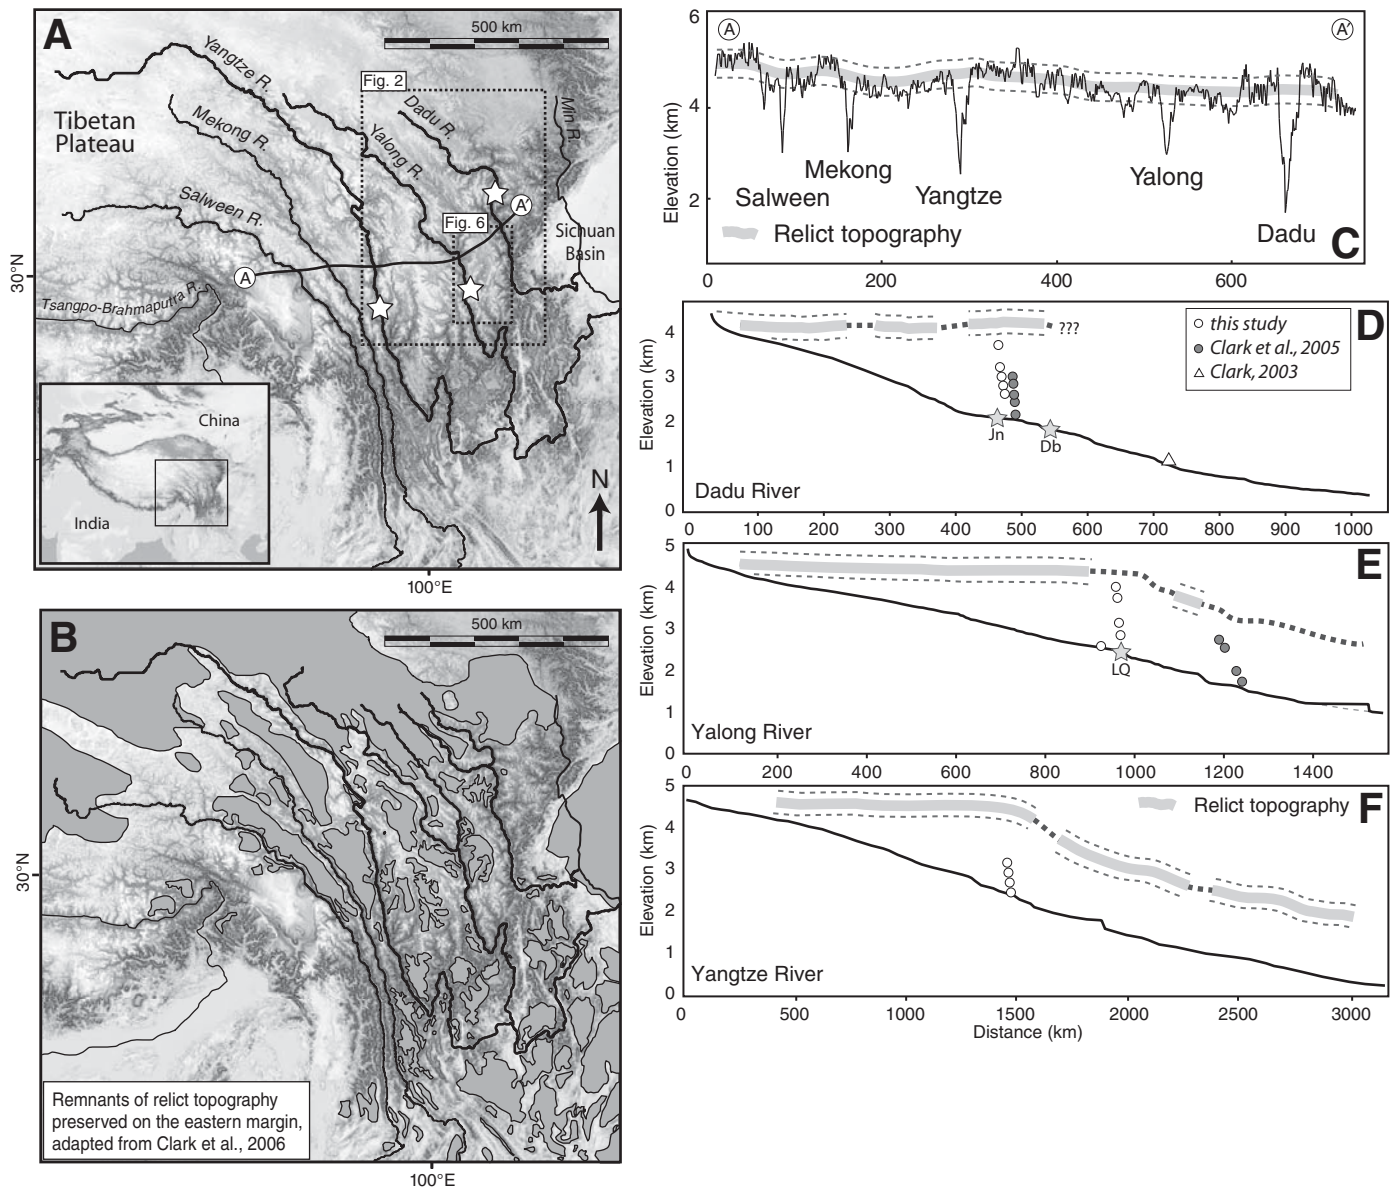 A
500 km
Fig. 2
Yangtze R.
Dadu R.
Min R.
Tibetan
Plateau
Mekong R.
Yalong R.
Salween R.
A'
Fig. 6
Sichuan
Basin
A
30°N
Tsangpo-Brahmaputra R.
China
India
N
100°E
B
500 km
30°N
Remnants of relict topography
preserved on the eastern margin,
adapted from Clark et al., 2006
100°E
6
A
A'
4
Elevation (km)
2
Mekong
Salween
Yangtze
Yalong
Relict topography
Dadu
C
0 200 400 600
D
4
3
2
1
0
Elevation (km)
???
this study
Clark et al., 2005
Clark, 2003
Jn
Db
Dadu River
0 100 200 300 400 500 600 700 800 900 1000
E
5
4
3
2
1
0
Elevation (km)
LQ
Yalong River
0 200 400 600 800 1000 1200 1400
F
5
4
3
2
1
0
Elevation (km)
Relict topography
Yangtze River
0 500 1000 1500 2000 2500 3000
Distance (km)